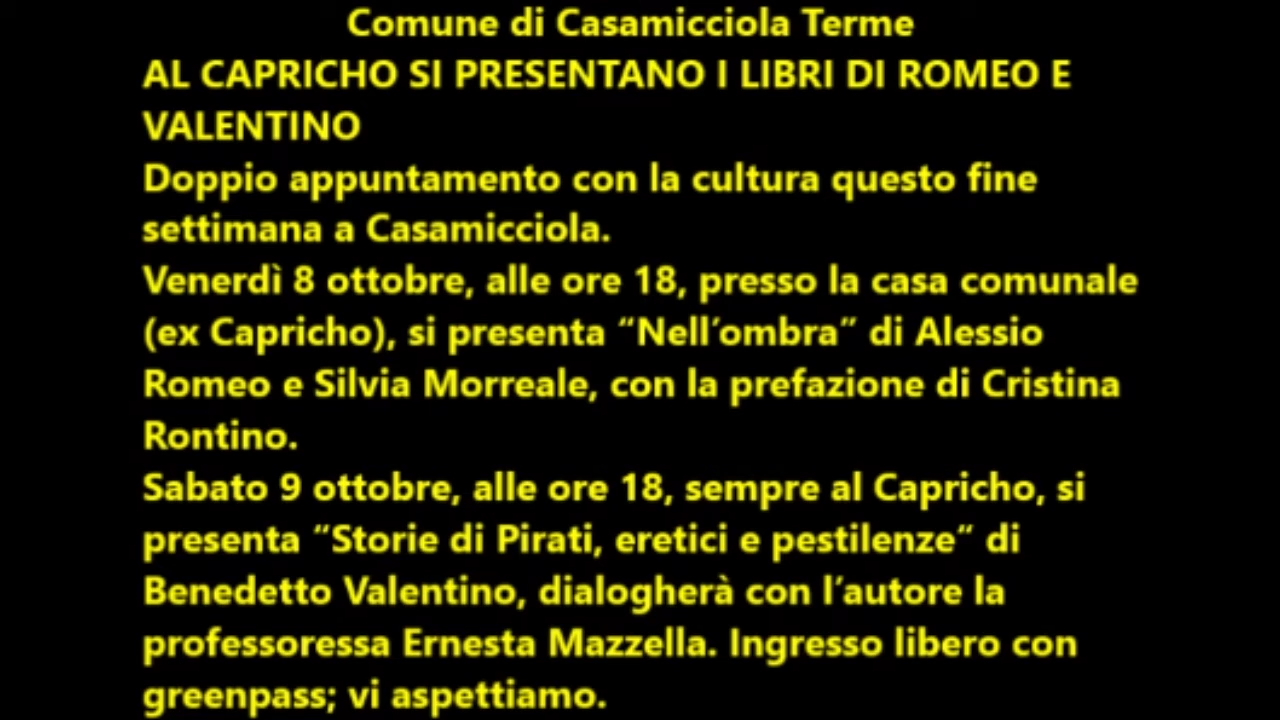 Comune di Casamicciola Terme
AL CAPRICHO SI PRESENTANO I LIBRI DI ROMEO E
VALENTINO
Doppio appuntamento con la cultura questo fine
settimana a Casamicciola.
Venerdì 8 ottobre, alle ore 18, presso la casa comunale
(ex Capricho), si presenta “Nell’ombra” di Alessio
Romeo e Silvia Morreale, con la prefazione di Cristina
Rontino.
Sabato 9 ottobre, alle ore 18, sempre al Capricho, si
presenta “Storie di Pirati, eretici e pestilenze“ di
Benedetto Valentino, dialogherà con l’autore la
professoressa Ernesta Mazzella. Ingresso libero con
greenpass; vi aspettiamo.